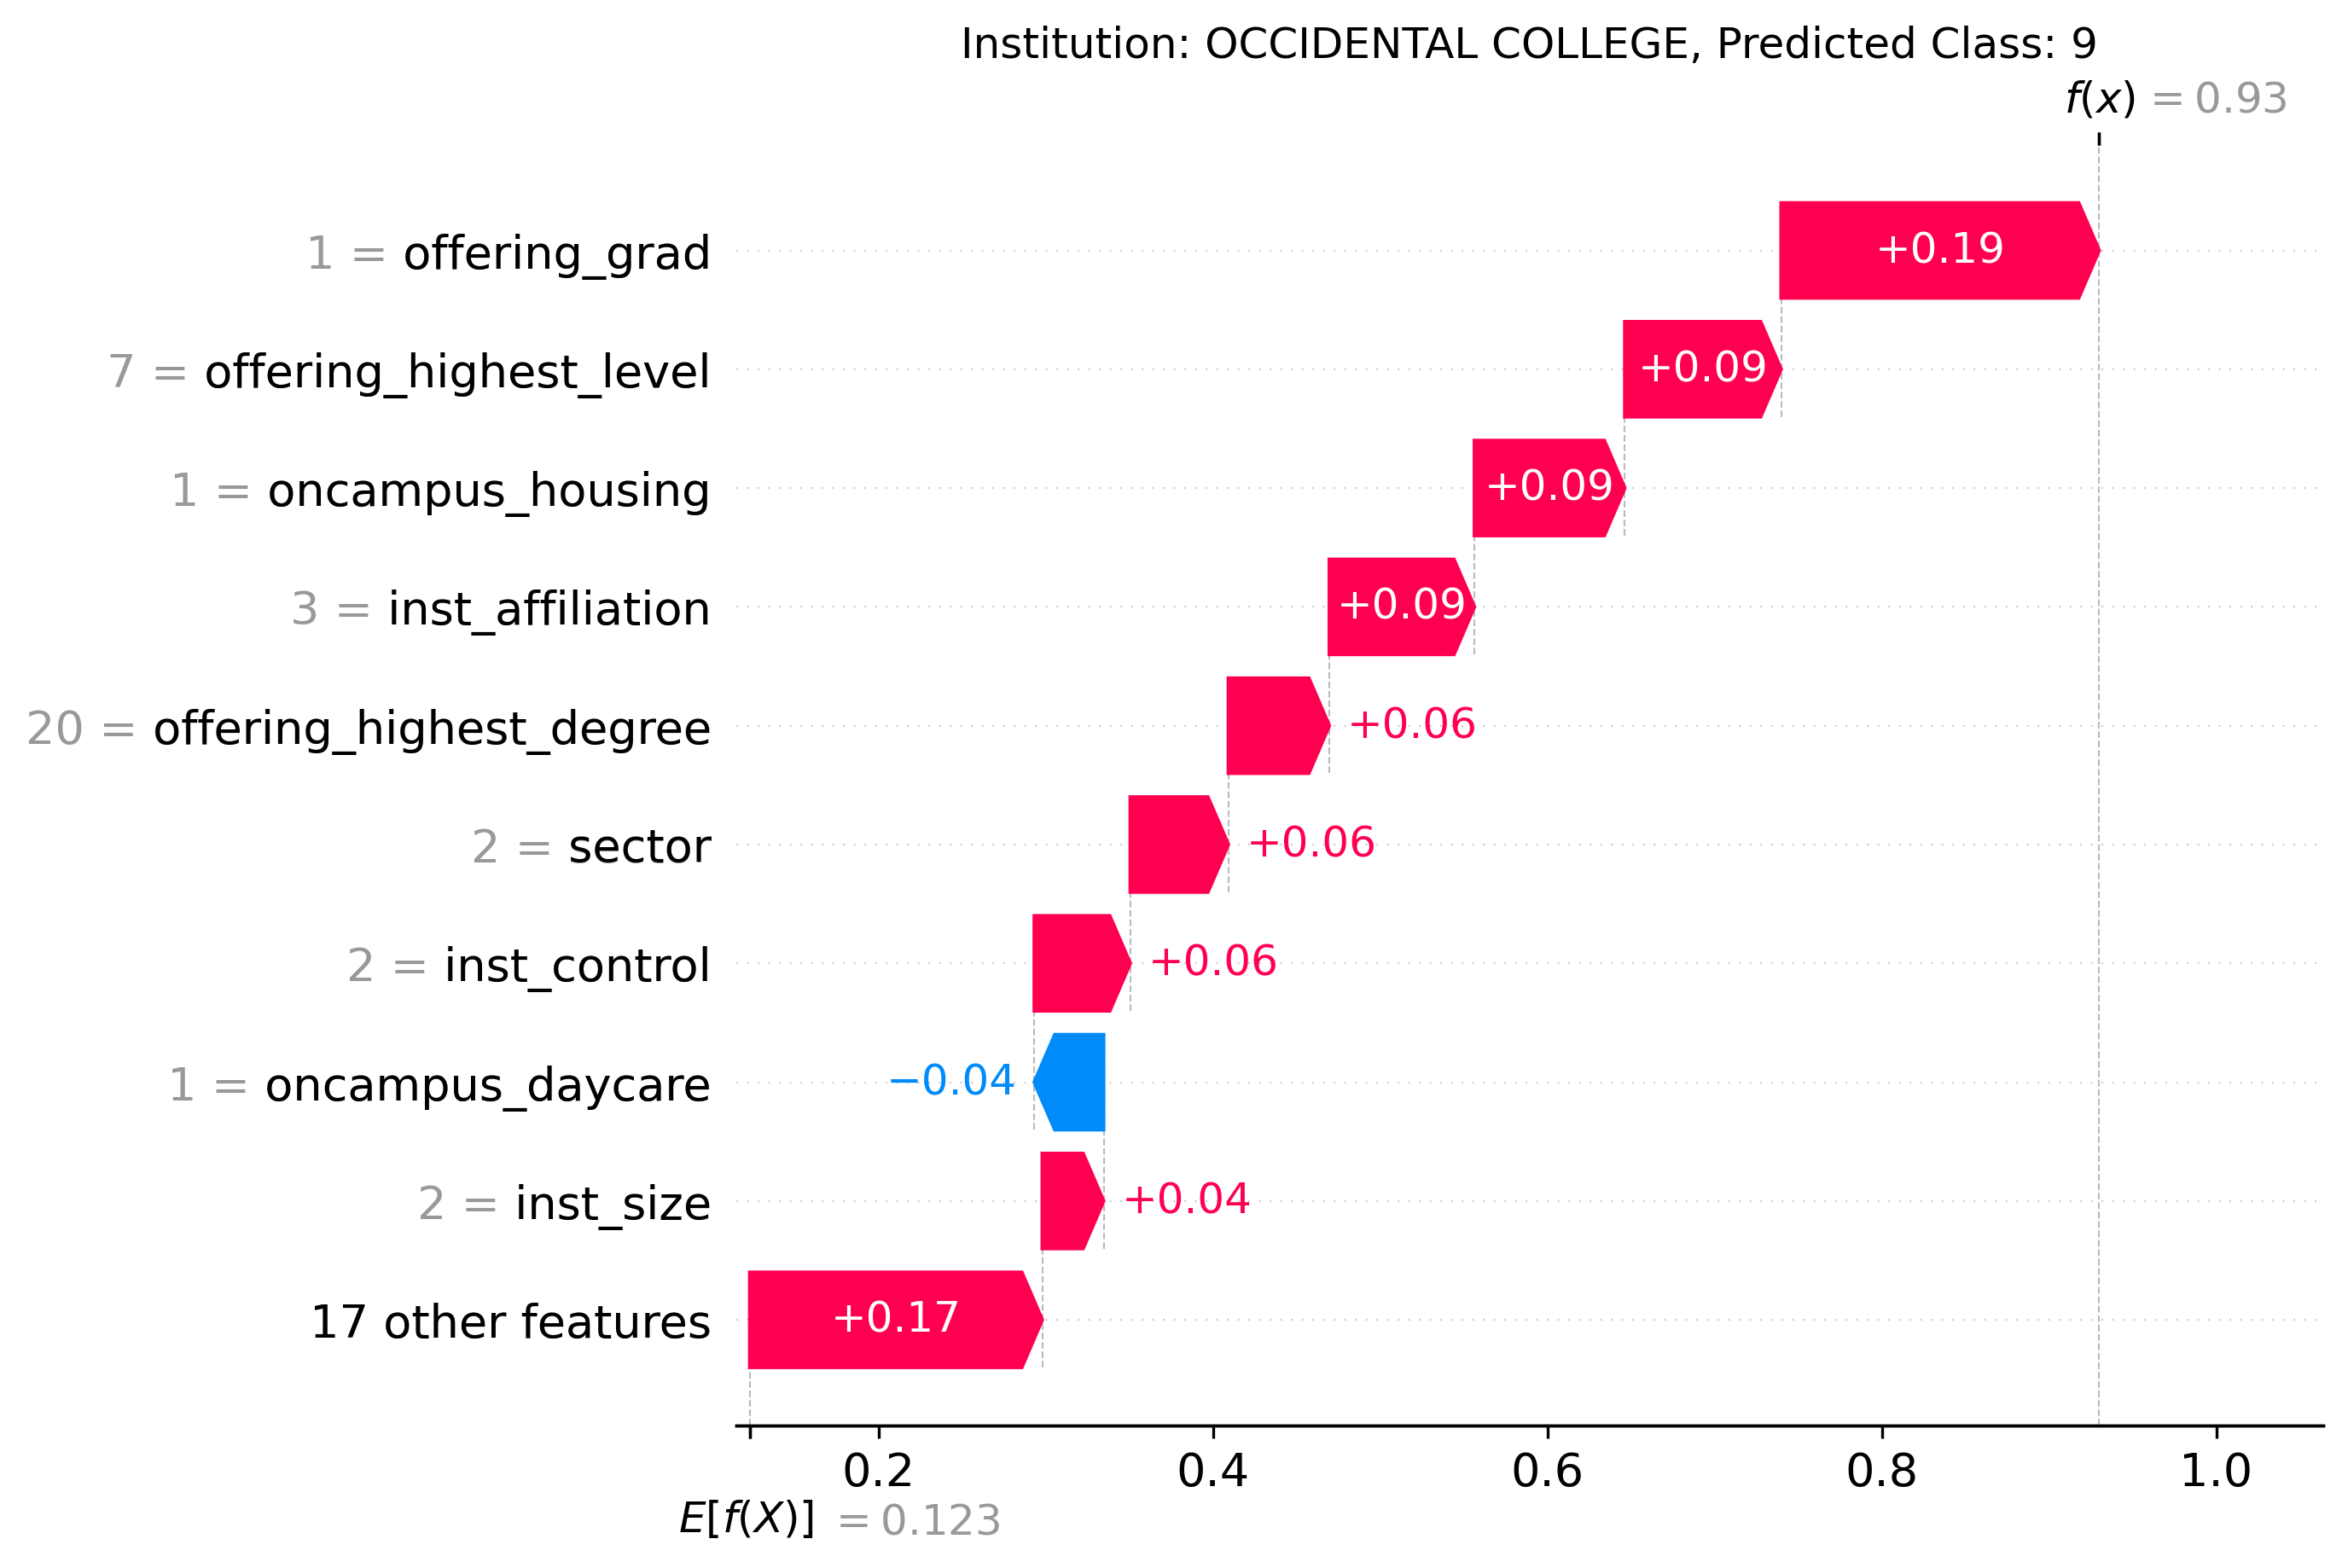 Institution: OCCIDENTAL COLLEGE, Predicted Class: 9
f(x) = 0.93
1 = offering_grad +0.19
7 = offering_highest_level +0.09
1 = oncampus_housing +0.09
3 = inst_affiliation +0.09
20 = offering_highest_degree +0.06
2 = sector +0.06
2 = inst_control +0.06
1 = oncampus_daycare −0.04
2 = inst_size +0.04
17 other features +0.17
0.2 0.4 0.6 0.8 1.0
E[f(X)] = 0.123